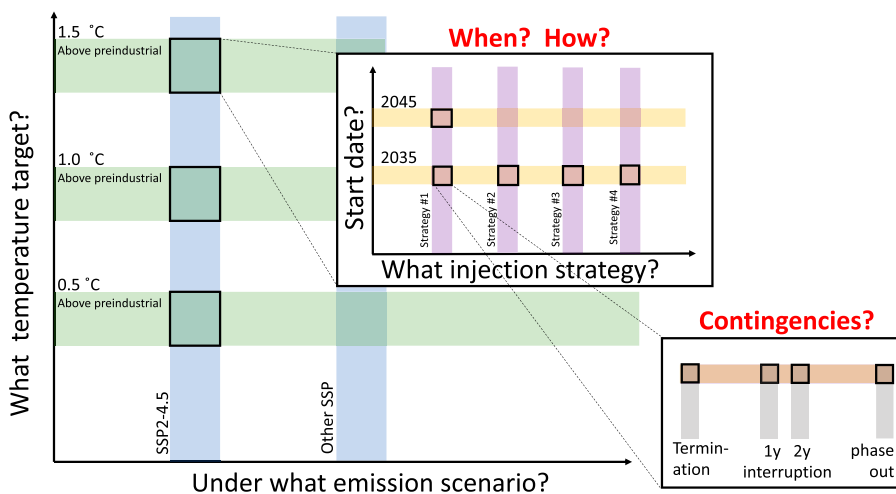 What temperature target?
1.5 ˚C
Above preindustrial
1.0 ˚C
Above preindustrial
0.5 ˚C
Above preindustrial
SSP2-4.5
Other SSP
Under what emission scenario?
When? How?
Start date?
2045
2035
Strategy #1
Strategy #2
Strategy #3
Strategy #4
What injection strategy?
Contingencies?
Termin-
ation
1y
2y
interruption
phase
out